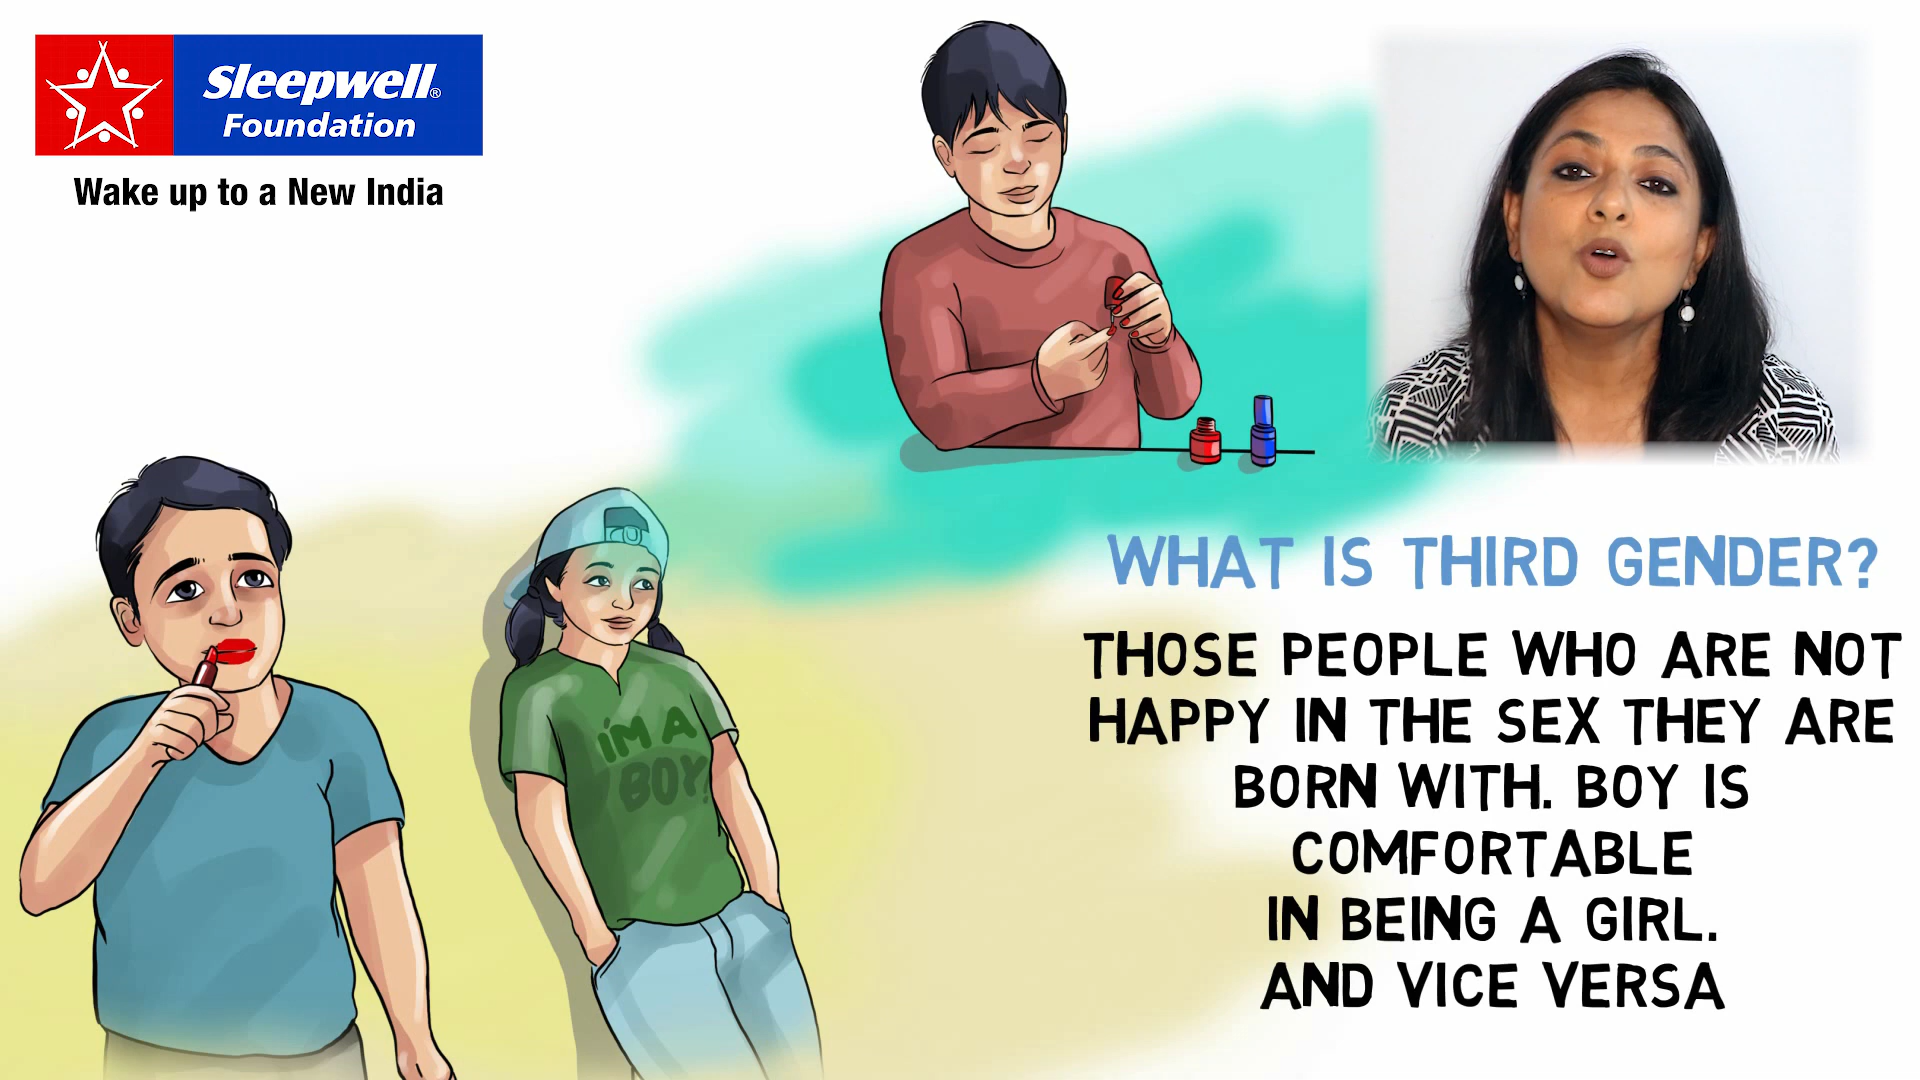 Sleepwell®
Foundation
Wake up to a New India
I'M A
BOY!
WHAT IS THIRD GENDER?
THOSE PEOPLE WHO ARE NOT
HAPPY IN THE SEX THEY ARE
BORN WITH. BOY IS
COMFORTABLE
IN BEING A GIRL.
AND VICE VERSA